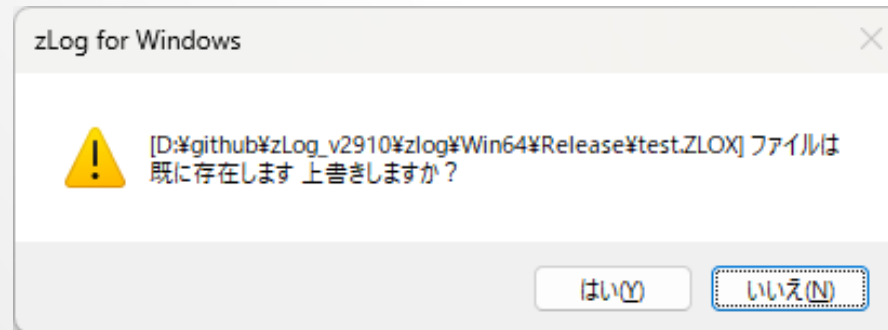 zLog for Windows
[D:¥github¥zLog_v2910¥zlog¥Win64¥Release¥test.ZLOX] ファイルは
既に存在します 上書きしますか？
はい(Y)
いいえ(N)